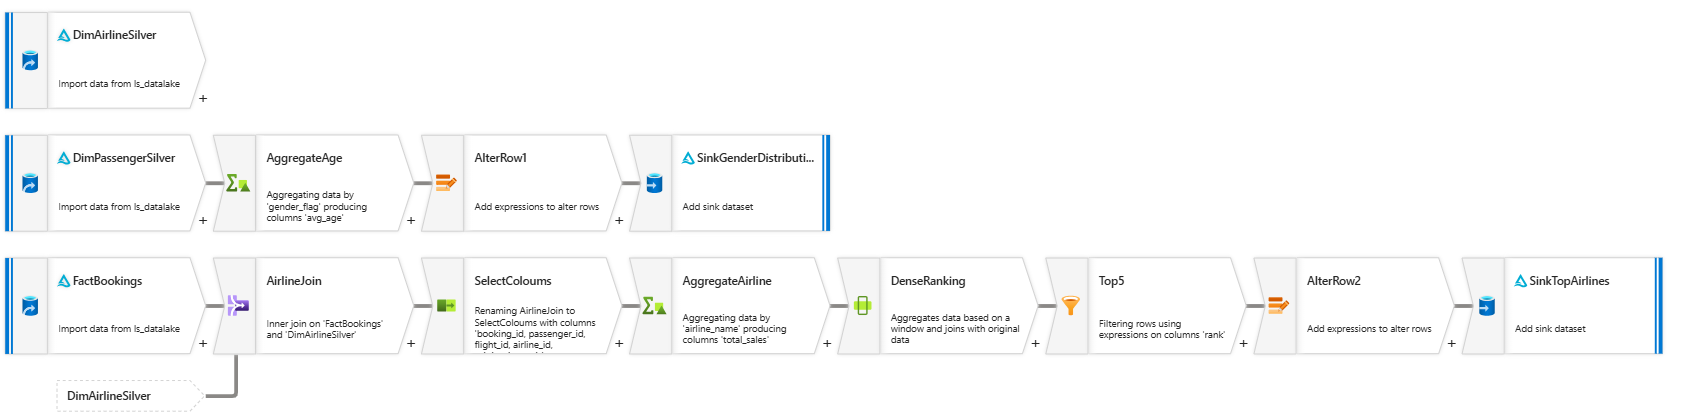 DimAirlineSilver
Import data from ls_datalake
+
DimPassengerSilver
Import data from ls_datalake
+
AggregateAge
Aggregating data by
'gender_flag' producing
columns 'avg_age'
+
AlterRow1
Add expressions to alter rows
+
SinkGenderDistributi...
Add sink dataset
FactBookings
Import data from ls_datalake
+
AirlineJoin
Inner join on 'FactBookings'
and 'DimAirlineSilver'
+
SelectColoums
Renaming AirlineJoin to
SelectColoums with columns
'booking_id, passenger_id,
flight_id, airline_id,
+
AggregateAirline
Aggregating data by
'airline_name' producing
columns 'total_sales'
+
DenseRanking
Aggregates data based on a
window and joins with original
data
+
Top5
Filtering rows using
expressions on columns 'rank'
+
AlterRow2
Add expressions to alter rows
+
SinkTopAirlines
Add sink dataset
DimAirlineSilver